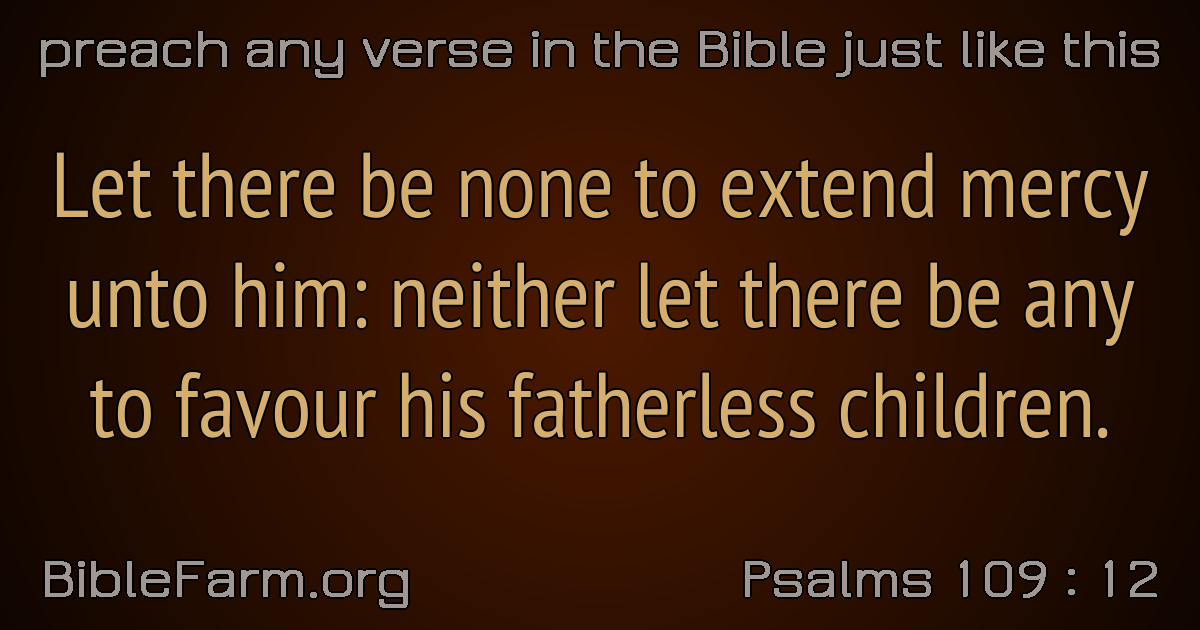 preach any verse in the Bible just like this
Let there be none to extend mercy
unto him: neither let there be any
to favour his fatherless children.
BibleFarm.org
Psalms 109 : 12